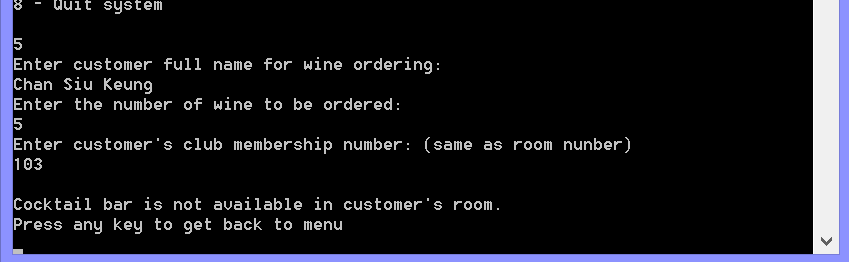 8 - Quit system
5
Enter customer full name for wine ordering:
Chan Siu Keung
Enter the number of wine to be ordered:
5
Enter customer's club membership number: (same as room nunber)
103
Cocktail bar is not available in customer's room.
Press any key to get back to menu